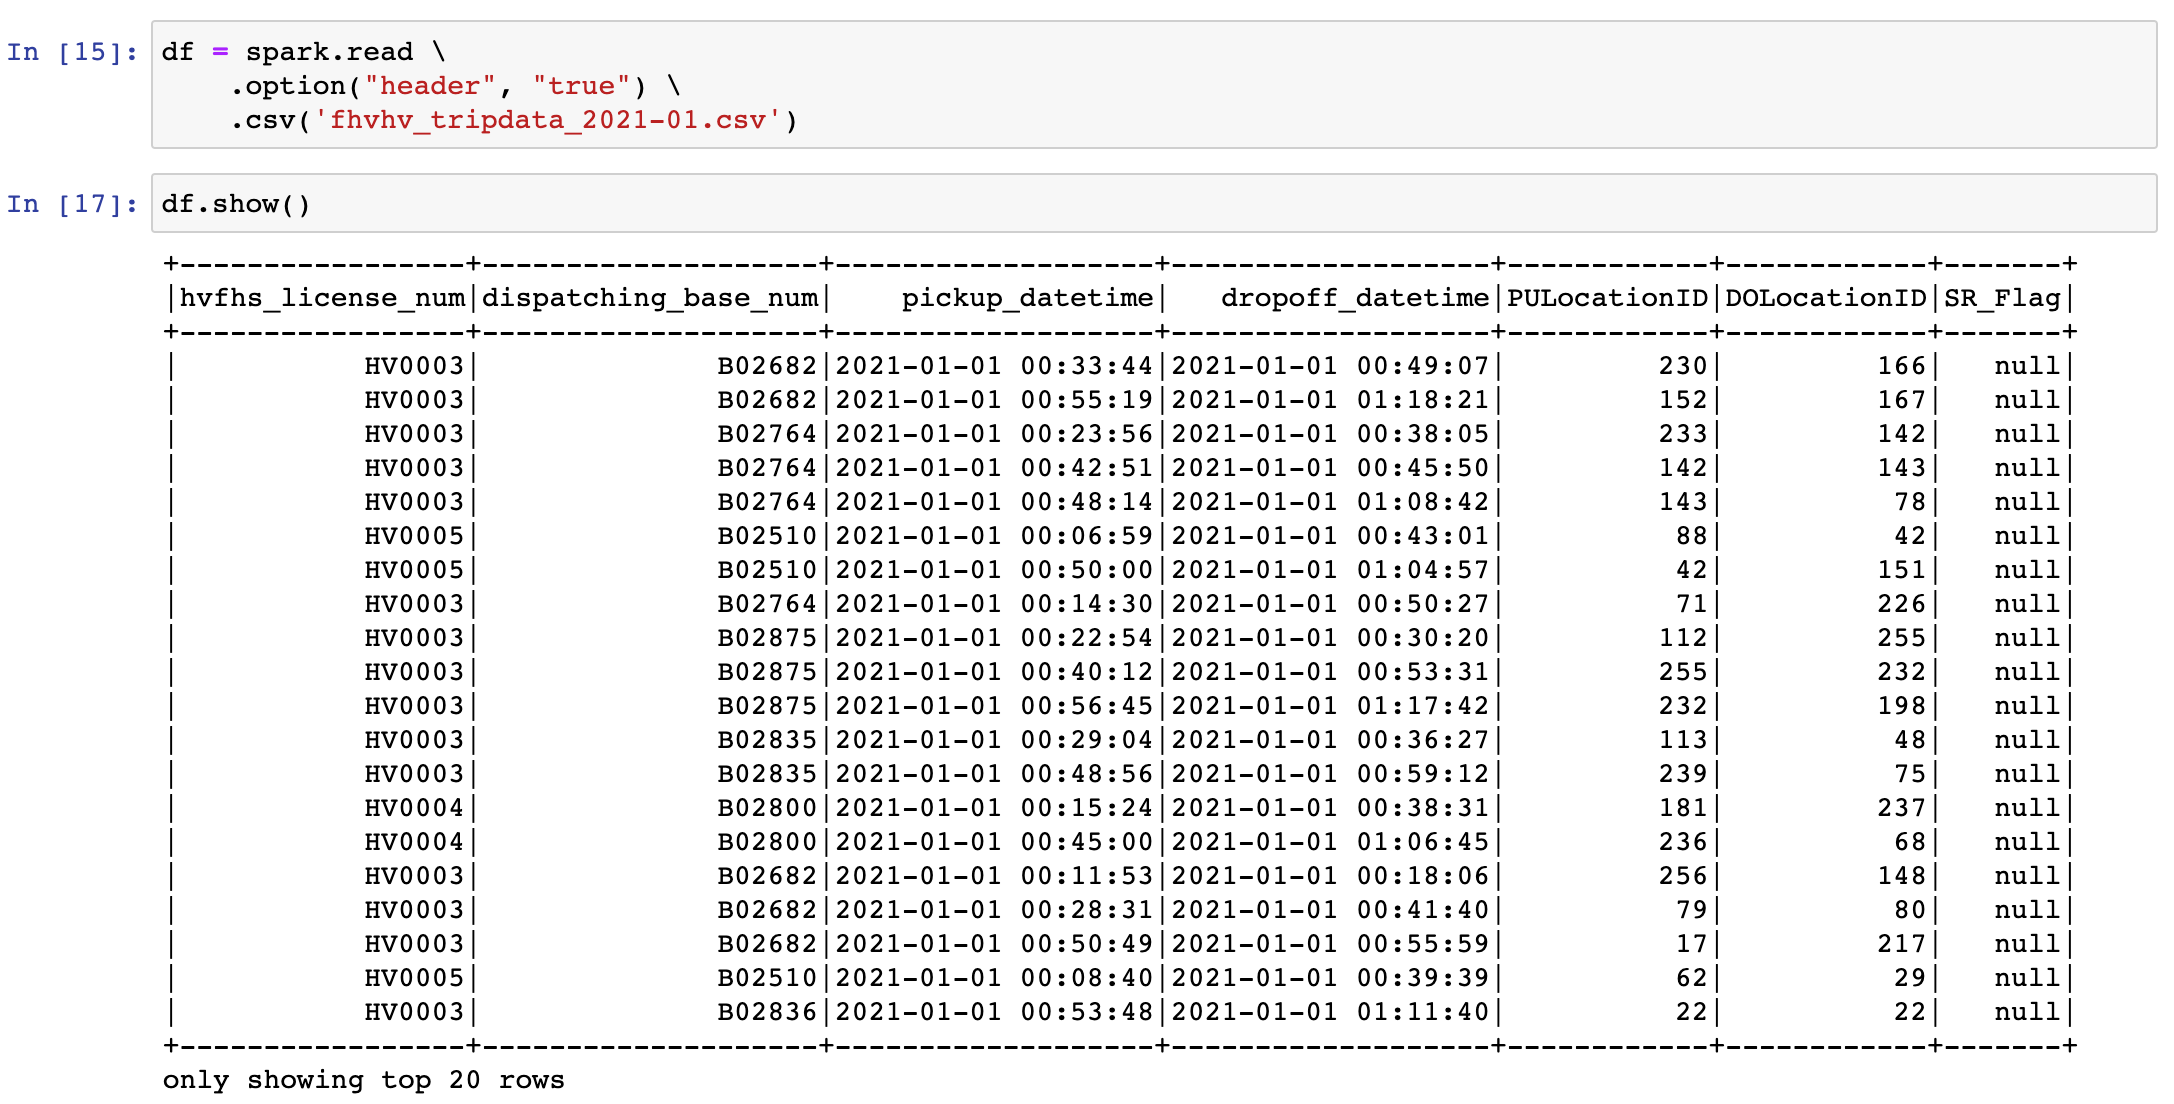 In [15]: df = spark.read \
    .option("header", "true") \
    .csv('fhvhv_tripdata_2021-01.csv')
In [17]: df.show()
+-----------------+--------------------+-------------------+-------------------+------------+------------+-------+
|hvfhs_license_num|dispatching_base_num|    pickup_datetime|   dropoff_datetime|PULocationID|DOLocationID|SR_Flag|
+-----------------+--------------------+-------------------+-------------------+------------+------------+-------+
|           HV0003|              B02682|2021-01-01 00:33:44|2021-01-01 00:49:07|         230|         166|   null|
|           HV0003|              B02682|2021-01-01 00:55:19|2021-01-01 01:18:21|         152|         167|   null|
|           HV0003|              B02764|2021-01-01 00:23:56|2021-01-01 00:38:05|         233|         142|   null|
|           HV0003|              B02764|2021-01-01 00:42:51|2021-01-01 00:45:50|         142|         143|   null|
|           HV0003|              B02764|2021-01-01 00:48:14|2021-01-01 01:08:42|         143|          78|   null|
|           HV0005|              B02510|2021-01-01 00:06:59|2021-01-01 00:43:01|          88|          42|   null|
|           HV0005|              B02510|2021-01-01 00:50:00|2021-01-01 01:04:57|          42|         151|   null|
|           HV0003|              B02764|2021-01-01 00:14:30|2021-01-01 00:50:27|          71|         226|   null|
|           HV0003|              B02875|2021-01-01 00:22:54|2021-01-01 00:30:20|         112|         255|   null|
|           HV0003|              B02875|2021-01-01 00:40:12|2021-01-01 00:53:31|         255|         232|   null|
|           HV0003|              B02875|2021-01-01 00:56:45|2021-01-01 01:17:42|         232|         198|   null|
|           HV0003|              B02835|2021-01-01 00:29:04|2021-01-01 00:36:27|         113|          48|   null|
|           HV0003|              B02835|2021-01-01 00:48:56|2021-01-01 00:59:12|         239|          75|   null|
|           HV0004|              B02800|2021-01-01 00:15:24|2021-01-01 00:38:31|         181|         237|   null|
|           HV0004|              B02800|2021-01-01 00:45:00|2021-01-01 01:06:45|         236|          68|   null|
|           HV0003|              B02682|2021-01-01 00:11:53|2021-01-01 00:18:06|         256|         148|   null|
|           HV0003|              B02682|2021-01-01 00:28:31|2021-01-01 00:41:40|          79|          80|   null|
|           HV0003|              B02682|2021-01-01 00:50:49|2021-01-01 00:55:59|          17|         217|   null|
|           HV0005|              B02510|2021-01-01 00:08:40|2021-01-01 00:39:39|          62|          29|   null|
|           HV0003|              B02836|2021-01-01 00:53:48|2021-01-01 01:11:40|          22|          22|   null|
+-----------------+--------------------+-------------------+-------------------+------------+------------+-------+
only showing top 20 rows